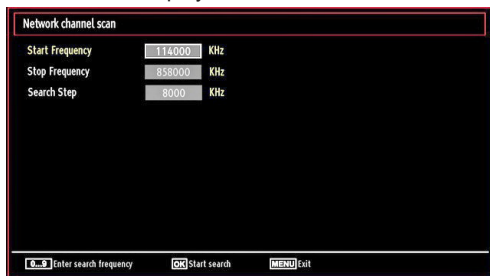 Network channel scan
Start Frequency 114000 KHz
Stop Frequency 858000 KHz
Search Step 8000 KHz
0...9 Enter search frequency OK Start search MENU Exit